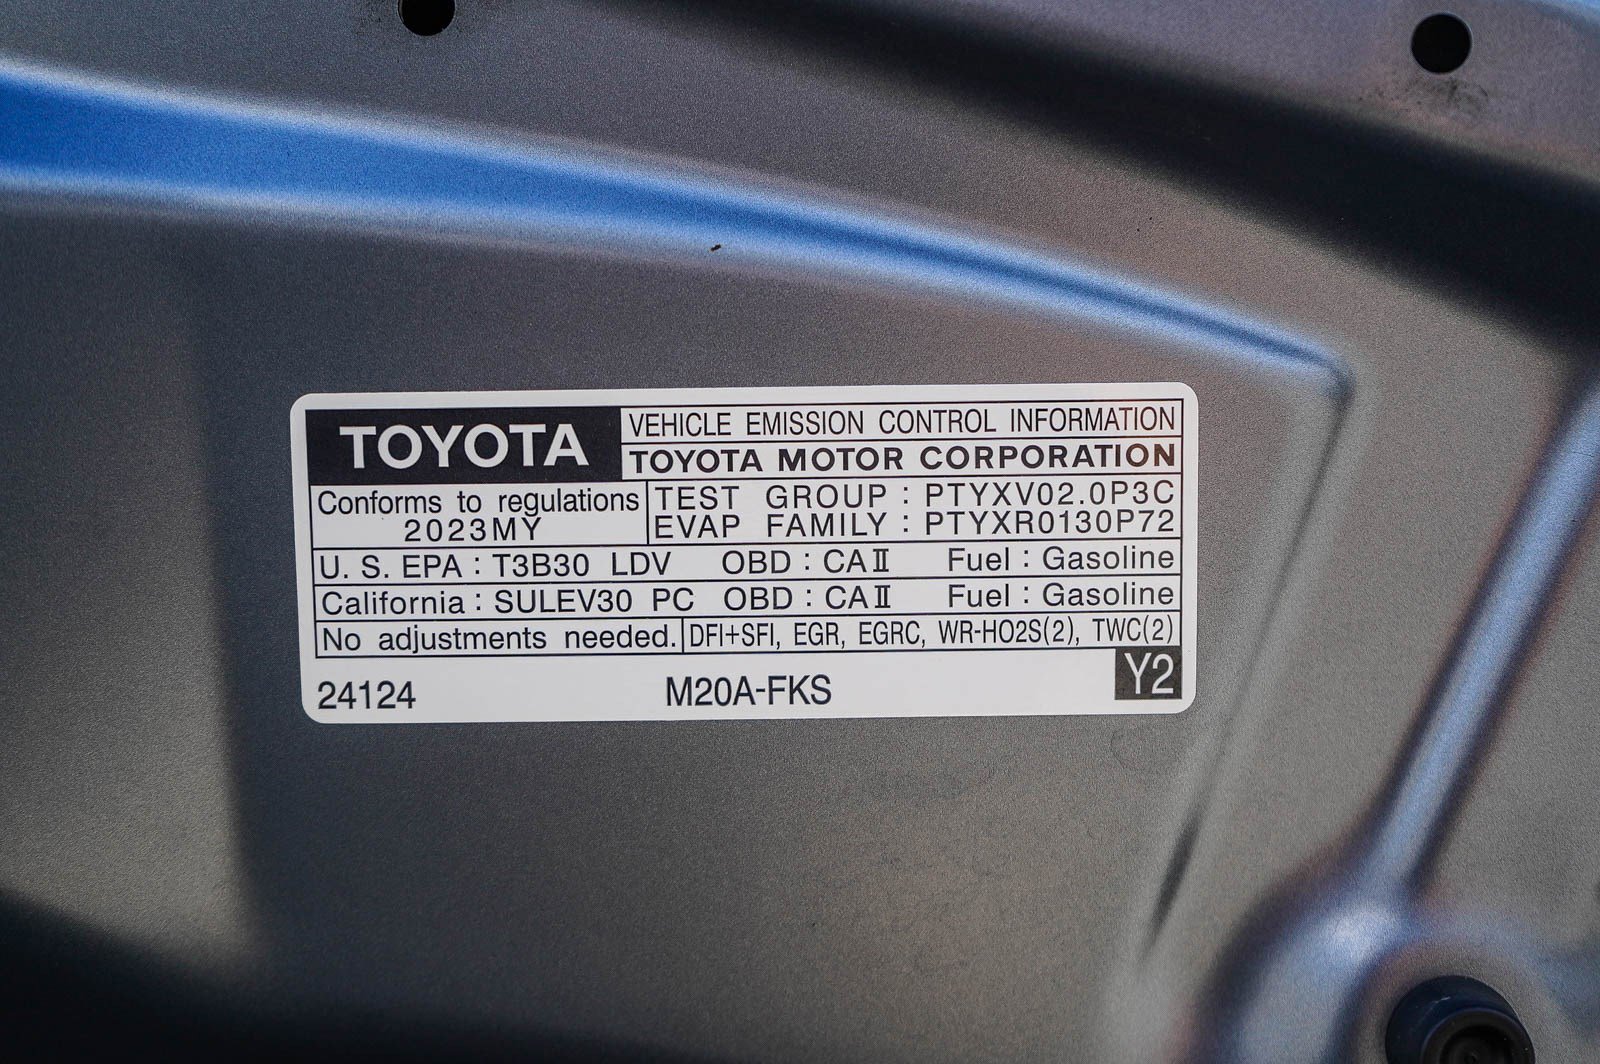 TOYOTA
VEHICLE EMISSION CONTROL INFORMATION
TOYOTA MOTOR CORPORATION
Conforms to regulations
2023MY
TEST GROUP : PTYXV02.0P3C
EVAP FAMILY : PTYXR0130P72
U. S. EPA : T3B30 LDV OBD : CAⅡ Fuel : Gasoline
California : SULEV30 PC OBD : CAⅡ Fuel : Gasoline
No adjustments needed. DFI+SFI, EGR, EGRC, WR-HO2S(2), TWC(2)
24124 M20A-FKS Y2